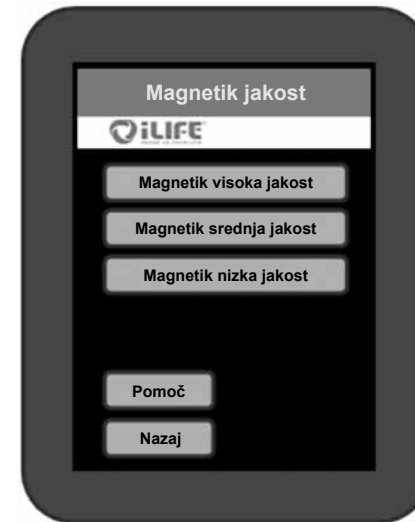 Magnetik jakost
iLIFE
Magnetik visoka jakost
Magnetik srednja jakost
Magnetik nizka jakost
Pomoč
Nazaj